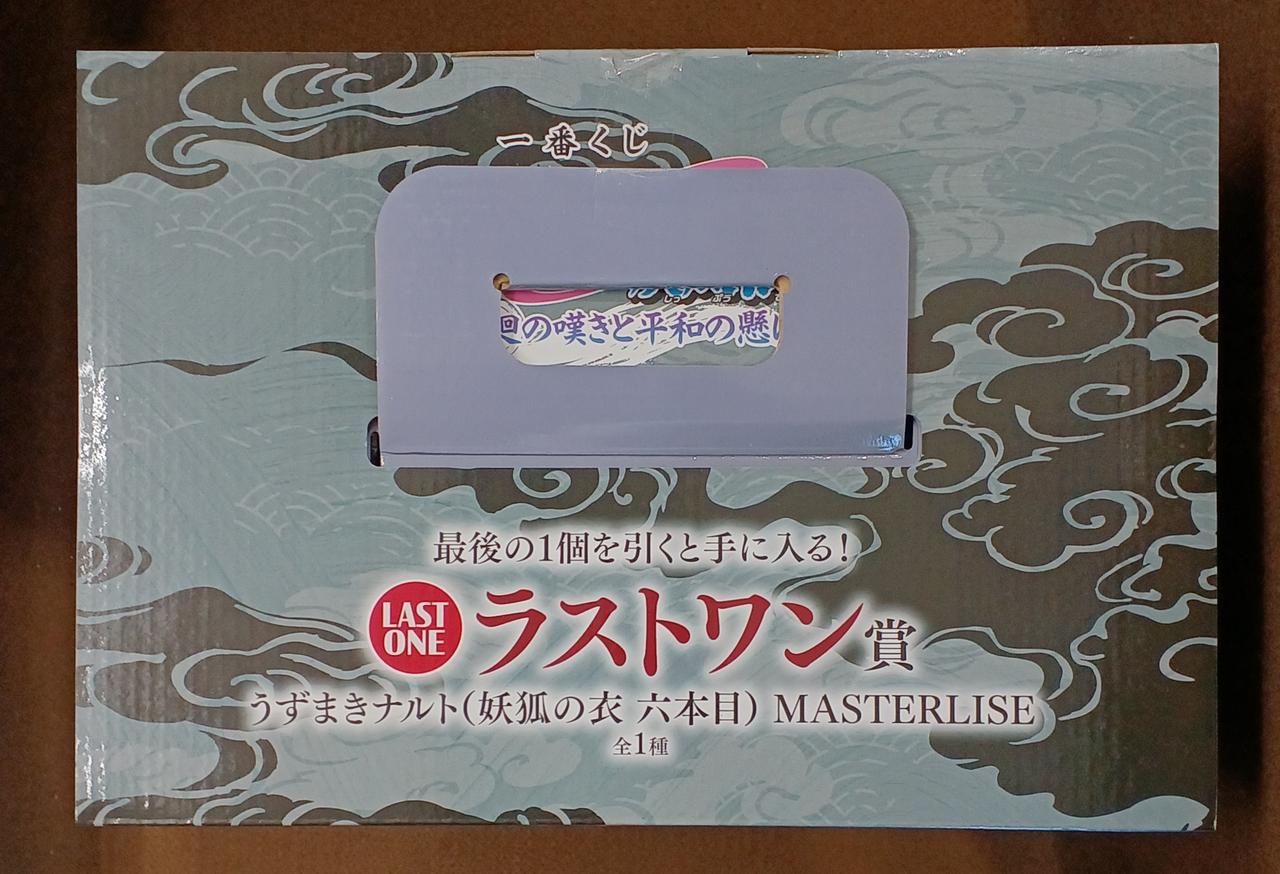 一番くじ
の嘆きと平和の懸
最後の1個を引くと手に入る!
LAST ONE ラストワン賞
うずまきナルト(妖狐の衣 六本目) MASTERLISE
全1種